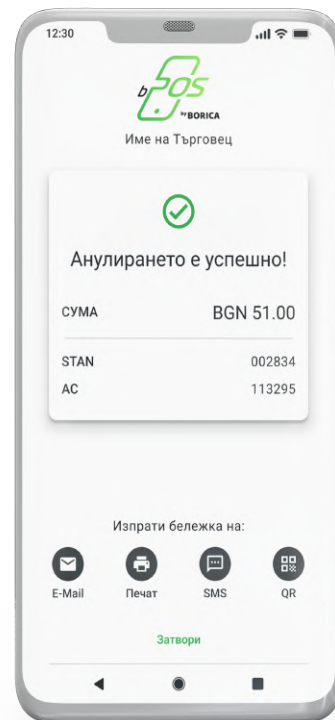 12:30
bPOS
by BORICA
Име на Търговец
Анулирането е успешно!
СУМА BGN 51.00
STAN 002834
AC 113295
Изпрати бележка на:
E-Mail Печат SMS QR
Затвори